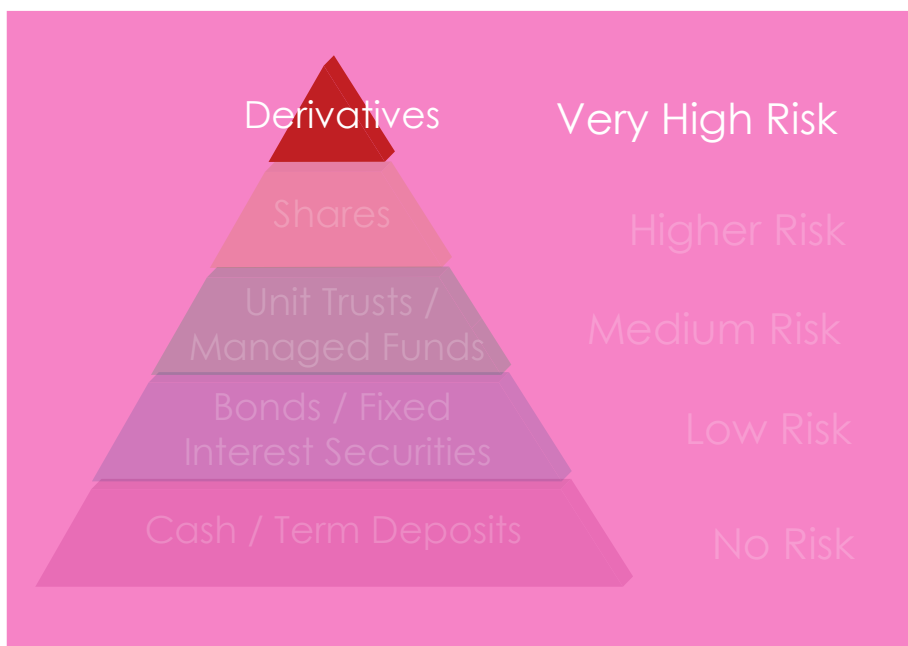 Derivatives Very High Risk
Shares Higher Risk
Unit Trusts /
Managed Funds Medium Risk
Bonds / Fixed
Interest Securities Low Risk
Cash / Term Deposits No Risk